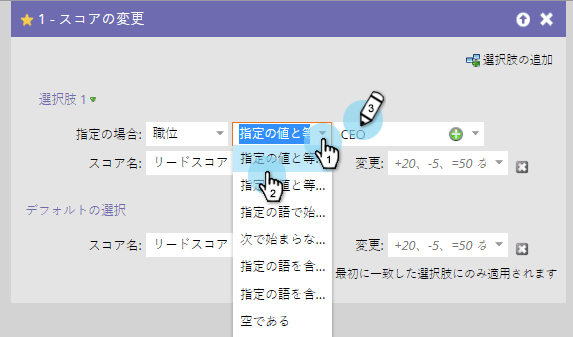 1 - スコアの変更
選択肢の追加
選択肢 1
指定の場合: 職位 指定の値と等 CEO
1
3
スコア名: リードスコア 指定の値と等 変更: +20、-5、=50 な
2
指定の値と等...
指定の語で始...
デフォルトの選択
次で始まらな...
スコア名: リードスコア 変更: +20、-5、=50 な
指定の語を含...
最初に一致した選択肢にのみ適用されます
指定の語を含...
空である